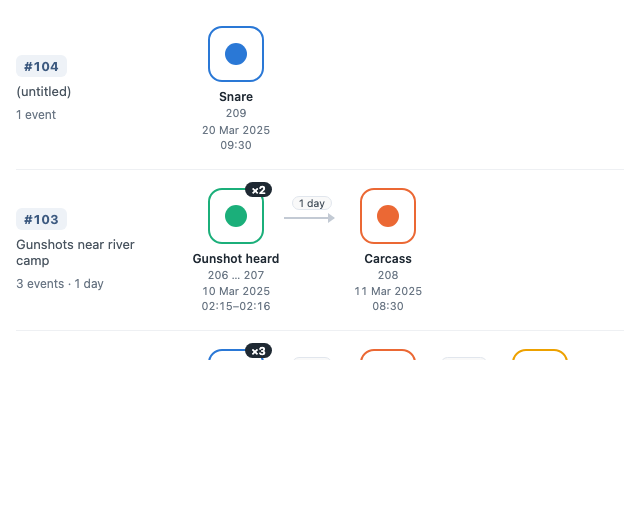 #104
(untitled)
1 event
Snare
209
20 Mar 2025
09:30
#103
Gunshots near river
camp
3 events · 1 day
×2
Gunshot heard
206 ... 207
10 Mar 2025
02:15–02:16
1 day
Carcass
208
11 Mar 2025
08:30
×3